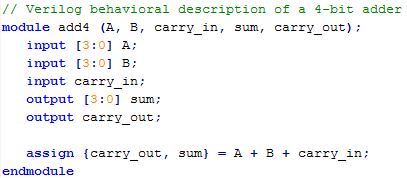 // Verilog behavioral description of a 4-bit adder
module add4 (A, B, carry_in, sum, carry_out);
input [3:0] A;
input [3:0] B;
input carry_in;
output [3:0] sum;
output carry_out;
assign {carry_out, sum} = A + B + carry_in;
endmodule